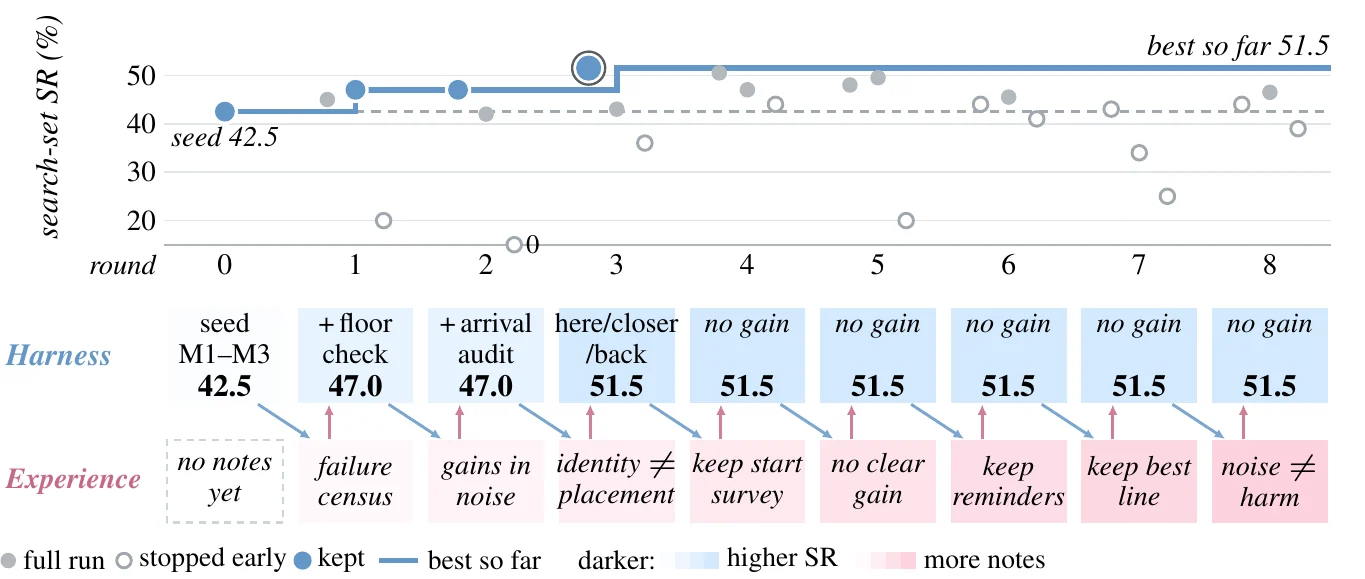 search-set SR (%)
best so far 51.5
50
40
seed 42.5
30
20
0
round 0 1 2 3 4 5 6 7 8
Harness
seed
M1–M3
42.5
+ floor
check
47.0
+ arrival
audit
47.0
here/closer
/back
51.5
no gain
51.5
no gain
51.5
no gain
51.5
no gain
51.5
no gain
51.5
Experience
no notes
yet
failure
census
gains in
noise
identity ≠
placement
keep start
survey
no clear
gain
keep
reminders
keep best
line
noise ≠
harm
full run stopped early kept best so far darker: higher SR more notes